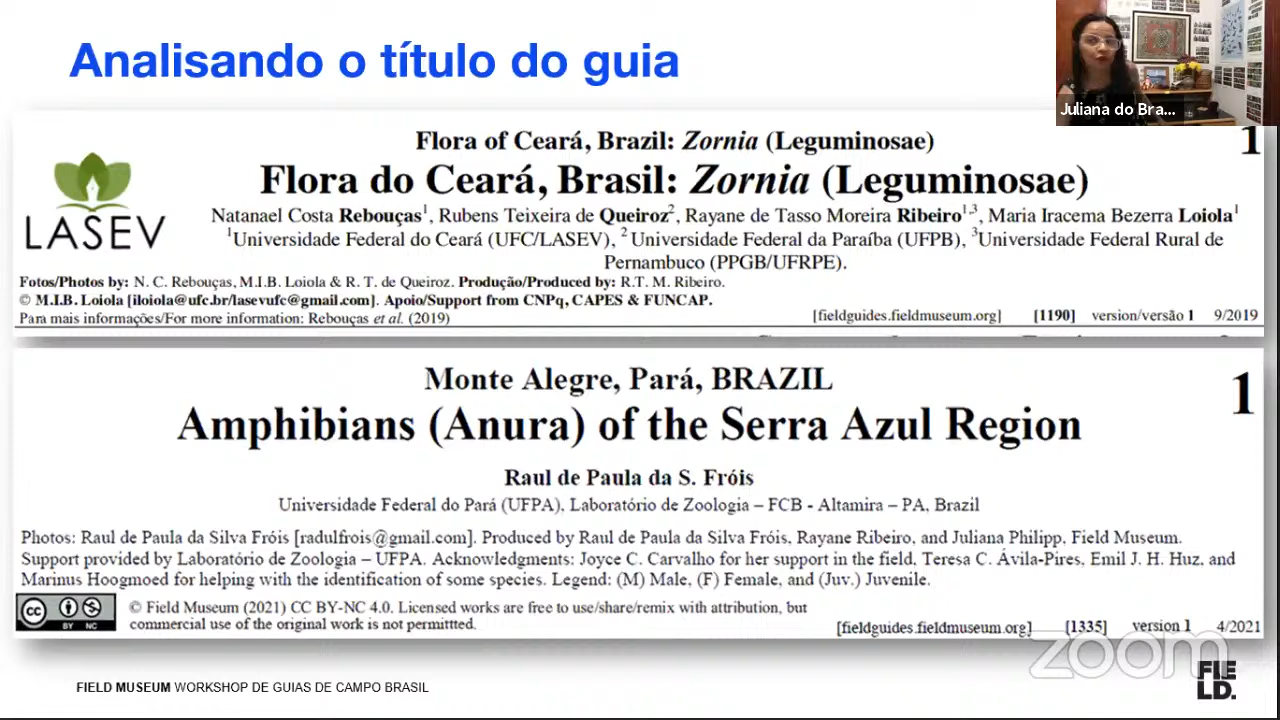 Analisando o título do guia
Juliana do Bra...
Flora of Ceará, Brazil: Zornia (Leguminosae)
1
Flora do Ceará, Brasil: Zornia (Leguminosae)
LASEV
Natanael Costa Rebouças1, Rubens Teixeira de Queiroz2, Rayane de Tasso Moreira Ribeiro1,3, Maria Iracema Bezerra Loiola1
1Universidade Federal do Ceará (UFC/LASEV), 2 Universidade Federal da Paraíba (UFPB), 3Universidade Federal Rural de
Pernambuco (PPGB/UFRPE).
Fotos/Photos by: N. C. Rebouças, M.I.B. Loiola & R. T. de Queiroz. Produção/Produced by: R.T. M. Ribeiro.
© M.I.B. Loiola [iloiola@ufc.br/lasevufc@gmail.com]. Apoio/Support from CNPq, CAPES & FUNCAP.
Para mais informações/For more information: Rebouças et al. (2019)
[fieldguides.fieldmuseum.org] [1190] version/versão 1 9/2019
Monte Alegre, Pará, BRAZIL
1
Amphibians (Anura) of the Serra Azul Region
Raul de Paula da S. Fróis
Universidade Federal do Pará (UFPA), Laboratório de Zoologia – FCB - Altamira – PA, Brazil
Photos: Raul de Paula da Silva Fróis [radulfrois@gmail.com]. Produced by Raul de Paula da Silva Fróis, Rayane Ribeiro, and Juliana Philipp, Field Museum.
Support provided by Laboratório de Zoologia – UFPA. Acknowledgments: Joyce C. Carvalho for her support in the field, Teresa C. Ávila-Pires, Emil J. H. Huz, and
Marinus Hoogmoed for helping with the identification of some species. Legend: (M) Male, (F) Female, and (Juv.) Juvenile.
cc BY NC
© Field Museum (2021) CC BY-NC 4.0. Licensed works are free to use/share/remix with attribution, but
commercial use of the original work is not permittted.
[fieldguides.fieldmuseum.org] [1335] version 1 4/2021
zoom
FIELD MUSEUM WORKSHOP DE GUIAS DE CAMPO BRASIL
FIE
LD.